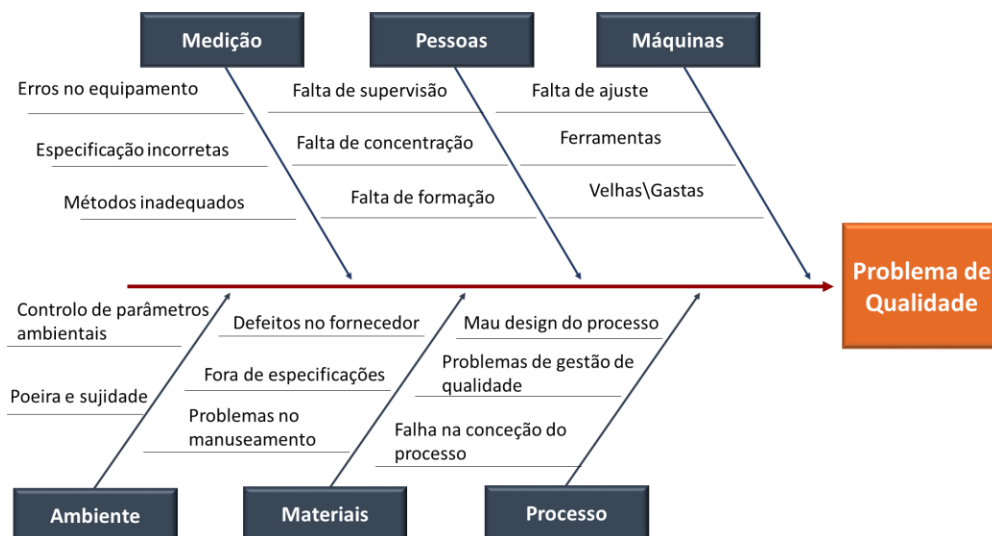 Medição
Pessoas
Máquinas
Erros no equipamento
Falta de supervisão
Falta de ajuste
Especificação incorretas
Falta de concentração
Ferramentas
Métodos inadequados
Falta de formação
Velhas\Gastas
Problema de
Qualidade
Controlo de parâmetros
ambientais
Defeitos no fornecedor
Mau design do processo
Poeira e sujidade
Fora de especificações
Problemas de gestão de
qualidade
Problemas no
manuseamento
Falha na conceção do
processo
Ambiente
Materiais
Processo